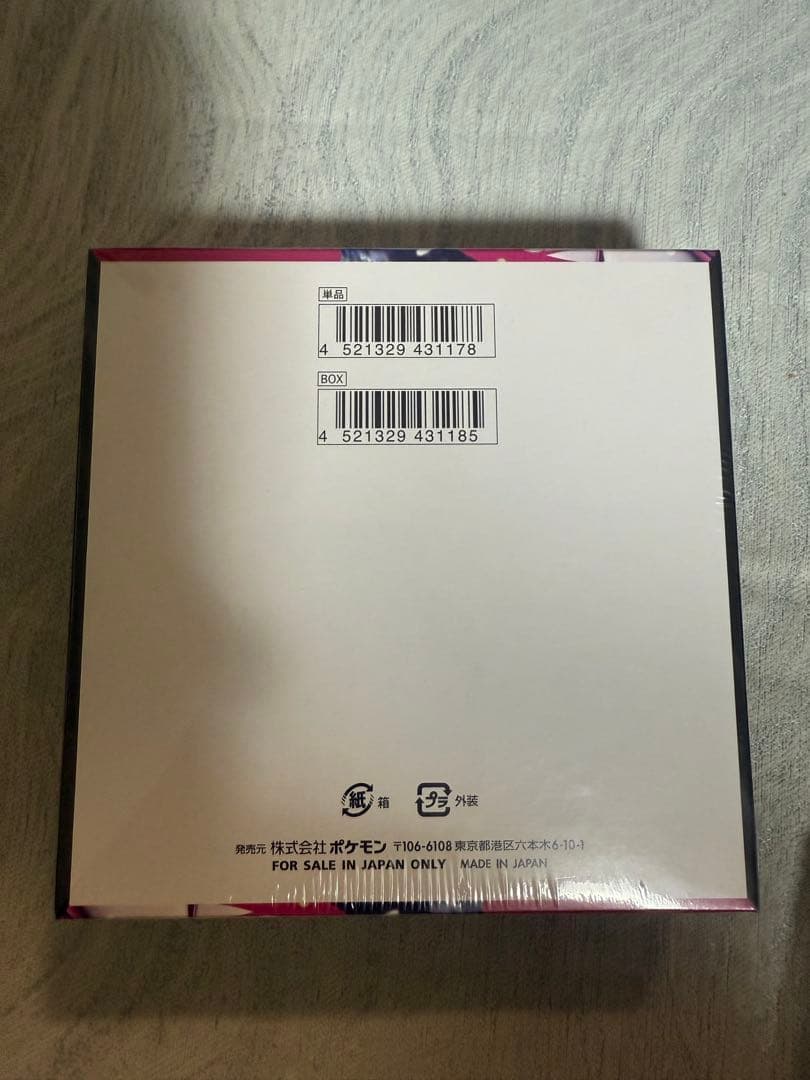 単品
4 521329 431178
BOX
4 521329 431185
紙 箱 プラ 外装
発売元 株式会社 ポケモン 〒106-6108 東京都港区六本木6-10-1
FOR SALE IN JAPAN ONLY MADE IN JAPAN